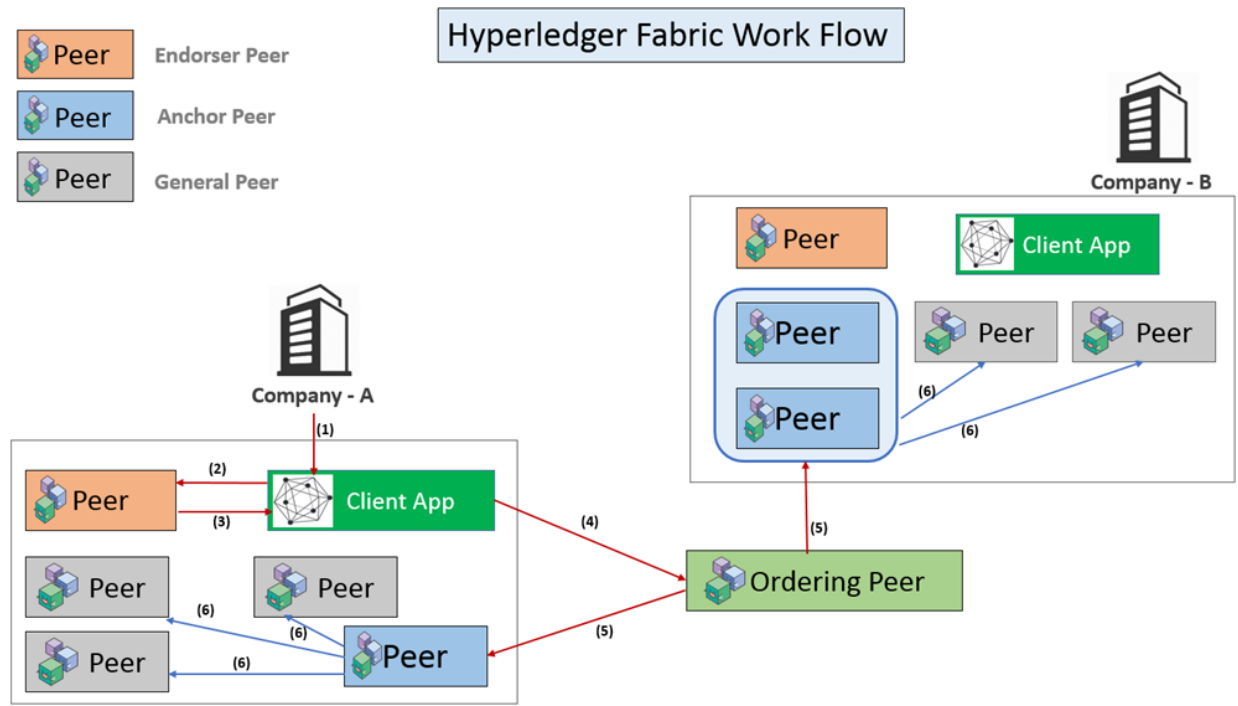 Hyperledger Fabric Work Flow
Peer Endorser Peer
Peer Anchor Peer
Peer General Peer
Company - B
Peer Client App
Peer Peer Peer
Peer
(6)
(6)
Company - A
(1)
(2)
Peer Client App
(3)
(4)
(5)
Peer Peer Ordering Peer
(6)
(6)
(5)
Peer Peer
(6)